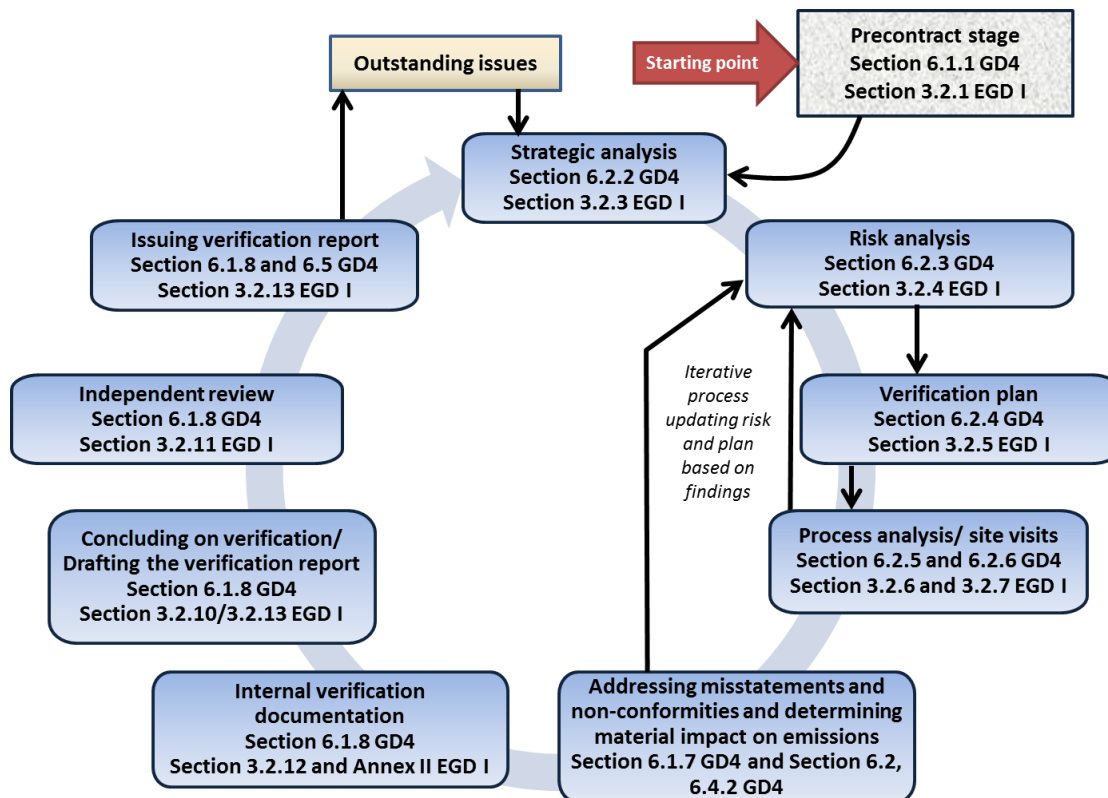 Outstanding issues
Starting point
Precontract stage
Section 6.1.1 GD4
Section 3.2.1 EGD I
Strategic analysis
Section 6.2.2 GD4
Section 3.2.3 EGD I
Risk analysis
Section 6.2.3 GD4
Section 3.2.4 EGD I
Iterative
process
updating risk
and plan
based on
findings
Verification plan
Section 6.2.4 GD4
Section 3.2.5 EGD I
Process analysis/ site visits
Section 6.2.5 and 6.2.6 GD4
Section 3.2.6 and 3.2.7 EGD I
Addressing misstatements and
non-conformities and determining
material impact on emissions
Section 6.1.7 GD4 and Section 6.2,
6.4.2 GD4
Internal verification
documentation
Section 6.1.8 GD4
Section 3.2.12 and Annex II EGD I
Concluding on verification/
Drafting the verification report
Section 6.1.8 GD4
Section 3.2.10/3.2.13 EGD I
Independent review
Section 6.1.8 GD4
Section 3.2.11 EGD I
Issuing verification report
Section 6.1.8 and 6.5 GD4
Section 3.2.13 EGD I